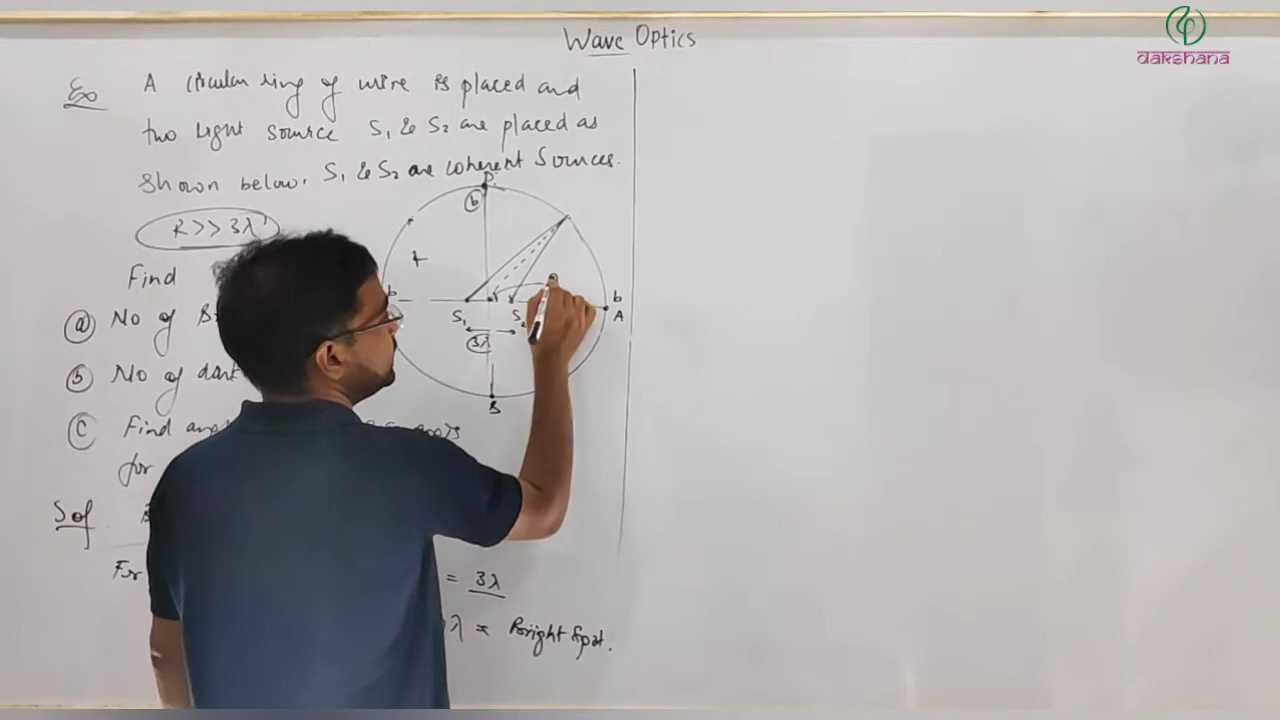 dakshana
Wave Optics
Ex A circular ring of wire is placed and
two light source S₁ & S₂ are placed as
shown below. S₁ & S₂ are coherent Sources.
R>>3λ
P
b
b
b
A
S₁
S₂
3λ
B
Find
ⓐ No of
ⓑ No of dark
ⓒ Find
for
Sol
For = 3λ
λ = Bright Spot.